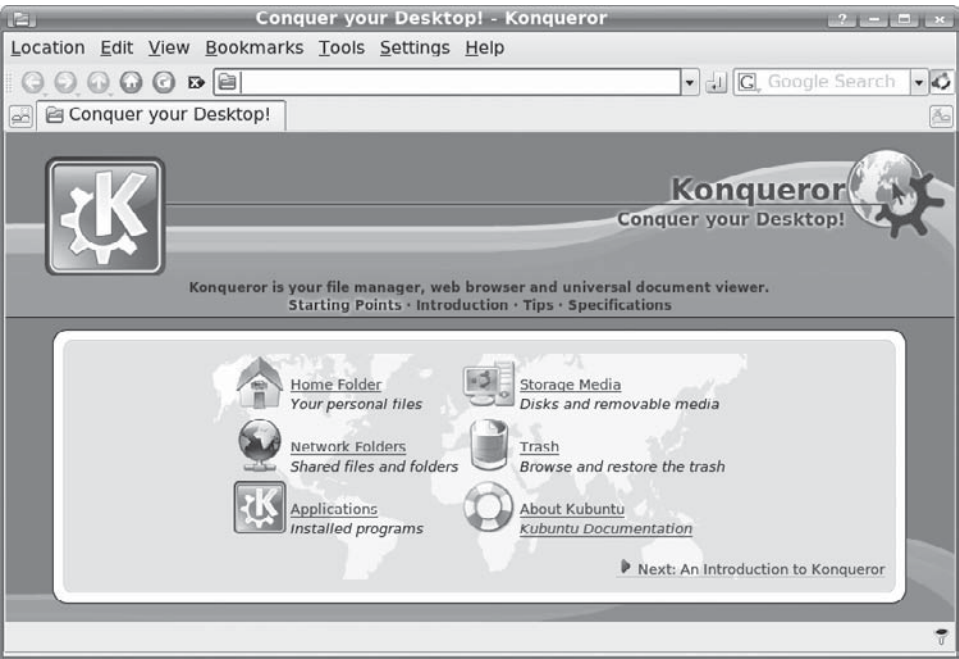 Conquer your Desktop! - Konqueror
Location Edit View Bookmarks Tools Settings Help
G Google Search
Conquer your Desktop!
K
Konqueror
Conquer your Desktop!
Konqueror is your file manager, web browser and universal document viewer.
Starting Points · Introduction · Tips · Specifications
Home Folder
Your personal files
Storage Media
Disks and removable media
Network Folders
Shared files and folders
Trash
Browse and restore the trash
K
Applications
Installed programs
About Kubuntu
Kubuntu Documentation
Next: An Introduction to Konqueror